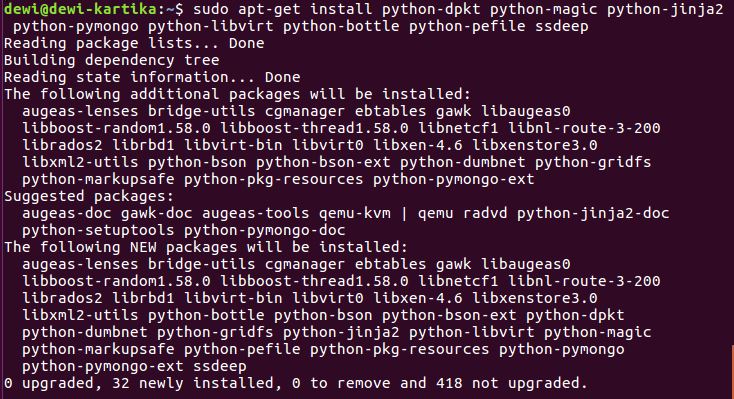 dewi@dewi-kartika:~$ sudo apt-get install python-dpkt python-magic python-jinja2
python-pymongo python-libvirt python-bottle python-pefile ssdeep
Reading package lists... Done
Building dependency tree
Reading state information... Done
The following additional packages will be installed:
augeas-lenses bridge-utils cgmanager ebtables gawk libaugeas0
libboost-random1.58.0 libboost-thread1.58.0 libnetcf1 libnl-route-3-200
librados2 librbd1 libvirt-bin libvirt0 libxen-4.6 libxenstore3.0
libxml2-utils python-bson python-bson-ext python-dumbnet python-gridfs
python-markupsafe python-pkg-resources python-pymongo-ext
Suggested packages:
augeas-doc gawk-doc augeas-tools qemu-kvm | qemu radvd python-jinja2-doc
python-setuptools python-pymongo-doc
The following NEW packages will be installed:
augeas-lenses bridge-utils cgmanager ebtables gawk libaugeas0
libboost-random1.58.0 libboost-thread1.58.0 libnetcf1 libnl-route-3-200
librados2 librbd1 libvirt-bin libvirt0 libxen-4.6 libxenstore3.0
libxml2-utils python-bottle python-bson python-bson-ext python-dpkt
python-dumbnet python-gridfs python-jinja2 python-libvirt python-magic
python-markupsafe python-pefile python-pkg-resources python-pymongo
python-pymongo-ext ssdeep
0 upgraded, 32 newly installed, 0 to remove and 418 not upgraded.